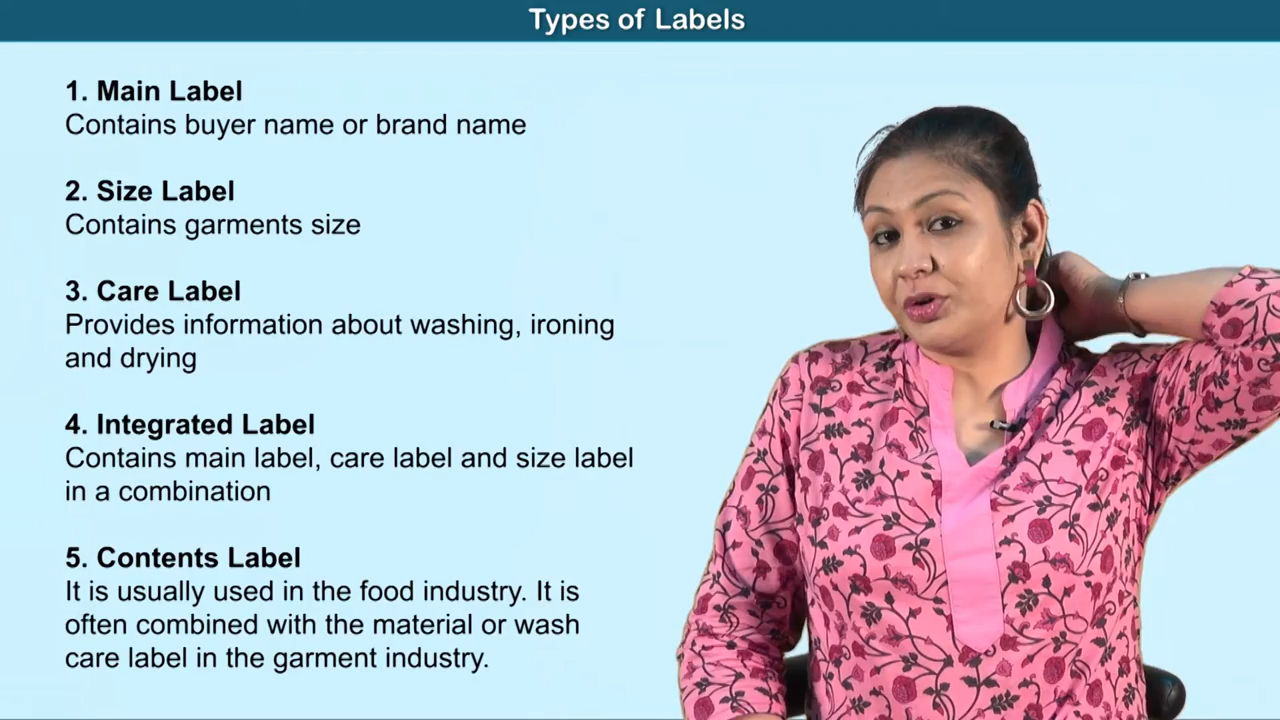 Types of Labels
1. Main Label
Contains buyer name or brand name
2. Size Label
Contains garments size
3. Care Label
Provides information about washing, ironing
and drying
4. Integrated Label
Contains main label, care label and size label
in a combination
5. Contents Label
It is usually used in the food industry. It is
often combined with the material or wash
care label in the garment industry.